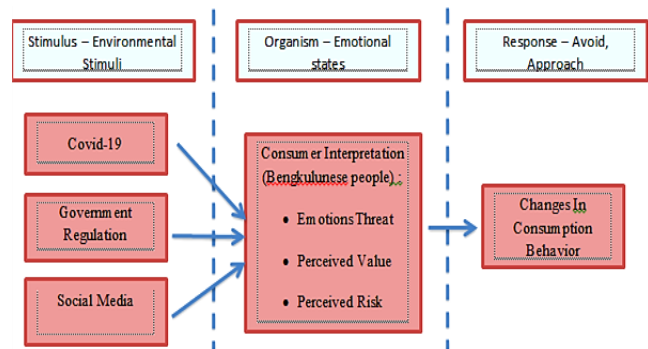 Stimulus – Environmental
Stimuli
Organism – Emotional
states
Response – Avoid,
Approach
Covid-19
Government
Regulation
Social Media
Consumer Interpretation
(Bengkulunese people) :
• Emotions Threat
• Perceived Value
• Perceived Risk
Changes In
Consumption
Behavior